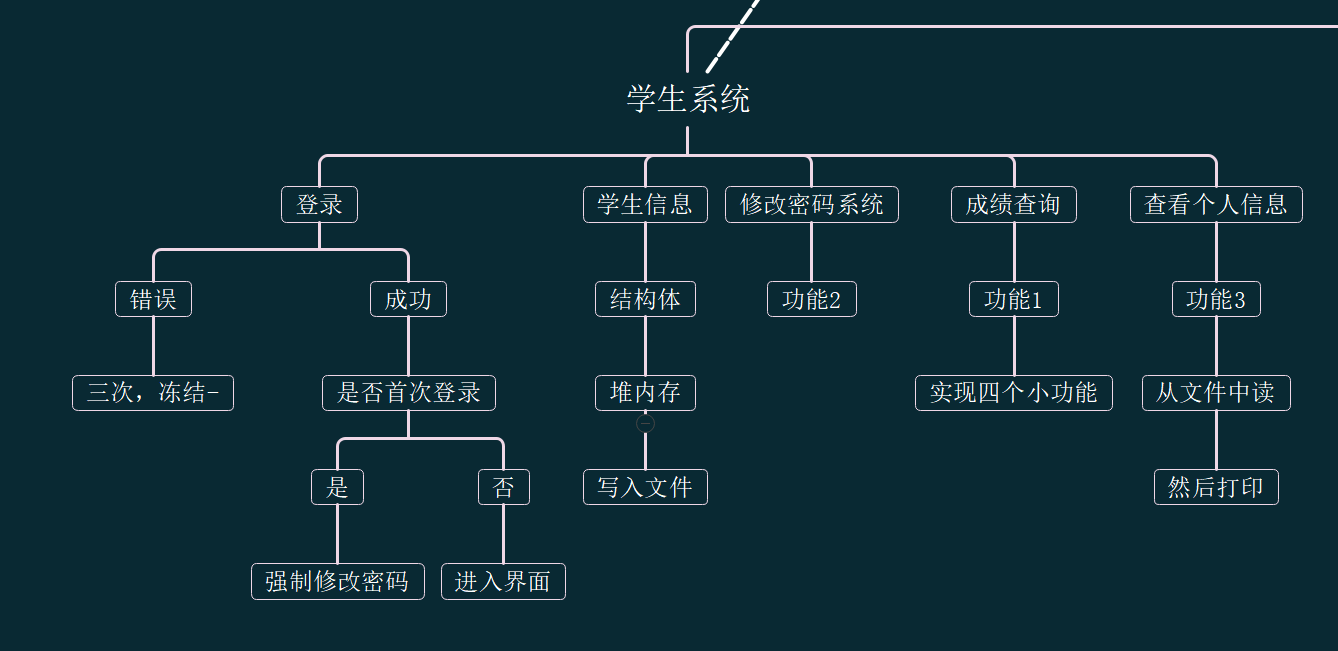 学生系统
登录
学生信息
修改密码系统
成绩查询
查看个人信息
错误
成功
结构体
功能2
功能1
功能3
三次，冻结-
是否首次登录
堆内存
实现四个小功能
从文件中读
是
否
写入文件
然后打印
强制修改密码
进入界面